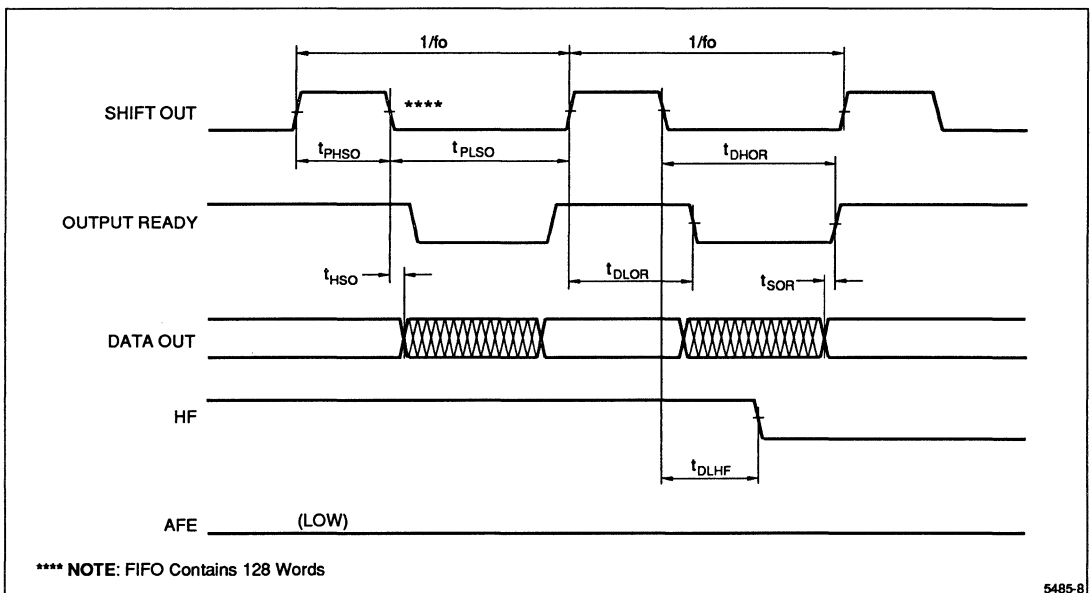 1/fo 1/fo
SHIFT OUT ****
tPHSO tPLSO tDHOR
OUTPUT READY
tHSO tDLOR tSOR
DATA OUT
HF
tDLHF
AFE (LOW)
**** NOTE: FIFO Contains 128 Words
5485-8